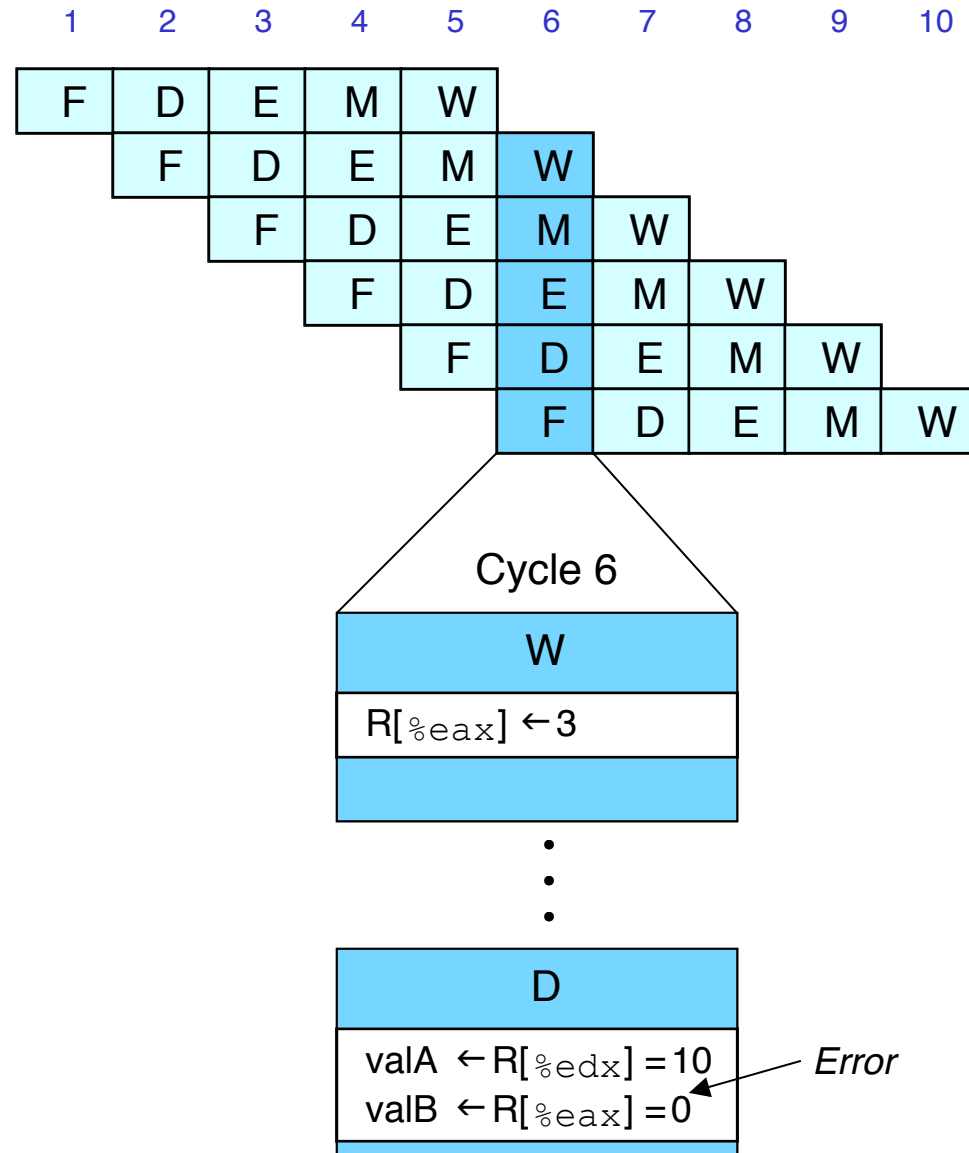 1 2 3 4 5 6 7 8 9 10
F D E M W
F D E M W
F D E M W
F D E M W
F D E M W
F D E M W
Cycle 6
W
R[%eax] ←3
•
•
•
D
valA ←R[%edx] =10
valB ←R[%eax] =0
Error